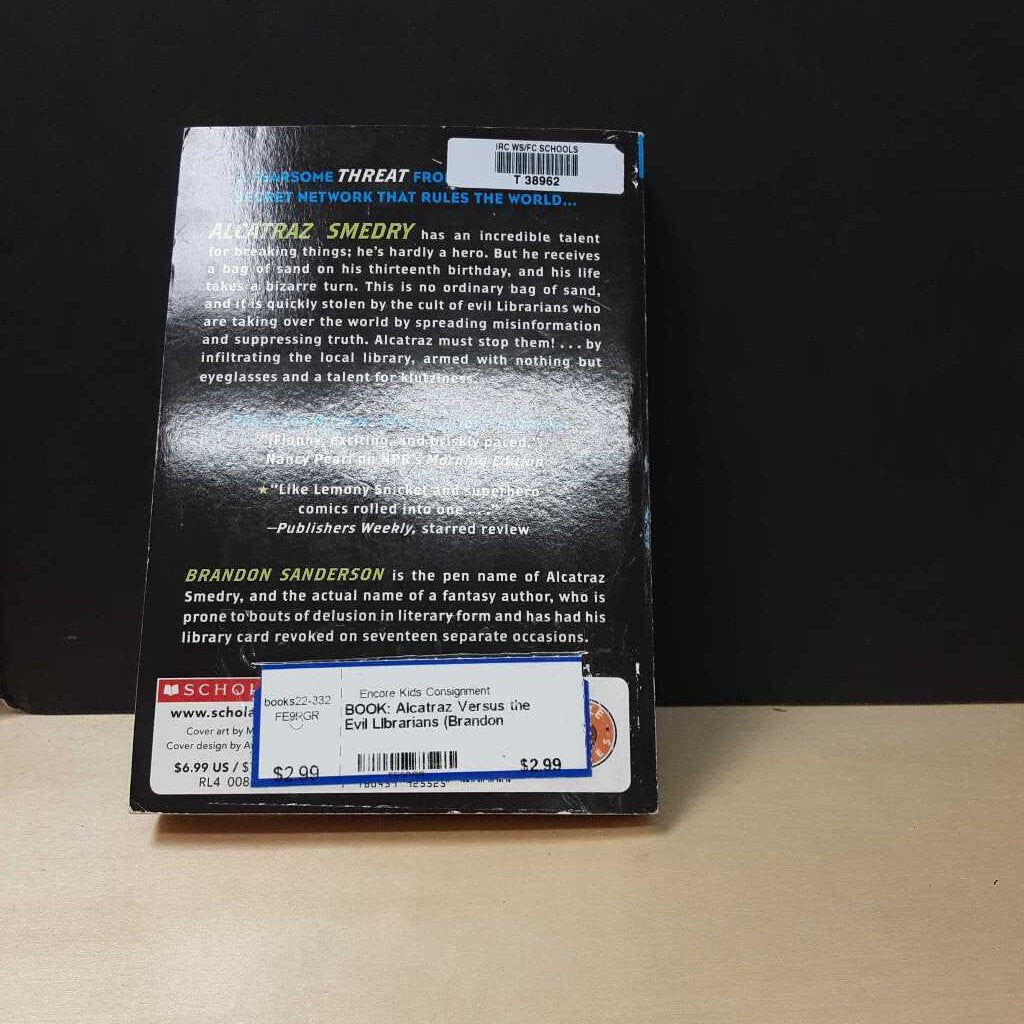 IRC WS/FC SCHOOLS
T 38962
FEARSOME THREAT FRO
SECRET NETWORK THAT RULES THE WORLD...
ALCATRAZ SMEDRY has an incredible talent
for breaking things; he's hardly a hero. But he receives
a bag of sand on his thirteenth birthday, and his life
takes a bizarre turn. This is no ordinary bag of sand,
and it is quickly stolen by the cult of evil Librarians who
are taking over the world by spreading misinformation
and suppressing truth. Alcatraz must stop them! . . . by
infiltrating the local library, armed with nothing but
eyeglasses and a talent for klutziness.
"[F]unny, exciting, and briskly paced."
Nancy Pearl on NPR's Morning Edition
★"Like Lemony Snicket and superhero
comics rolled into one . . ."
—Publishers Weekly, starred review
BRANDON SANDERSON is the pen name of Alcatraz
Smedry, and the actual name of a fantasy author, who is
prone to bouts of delusion in literary form and has had his
library card revoked on seventeen separate occasions.
SCHOL
www.schola
Cover art by M
Cover design by Av
$6.99 US / $
RL4 008
books22-332
Encore Kids Consignment
BOOK: Alcatraz Versus the
Evil Librarians (Brandon
$2.99
$2.99